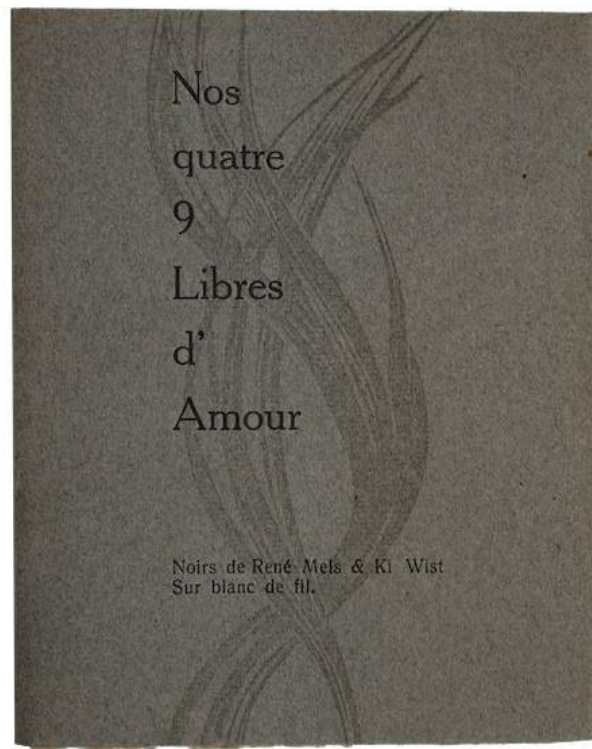 Nos
quatre
9
Libres
d'
Amour
Noirs de René Mels & Ki Wist
Sur blanc de fil.